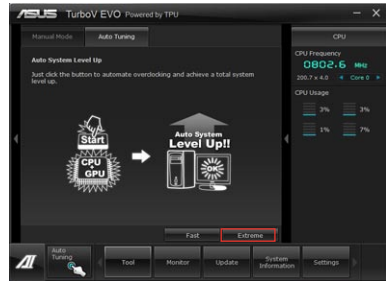 ASUS TurboV EVO Powered by TPU
Manual Mode
Auto Tuning
Auto System Level Up
Just click the button to automate overclocking and achieve a total system
level up.
Start
CPU
+
GPU
Auto System
Level Up!!
OK
Fast
Extreme
CPU
CPU Frequency
0802.6 MHz
200.7 x 4.0
Core 0
CPU Usage
3%
3%
1%
7%
Auto
Tuning
Tool
Monitor
Update
System
Information
Settings